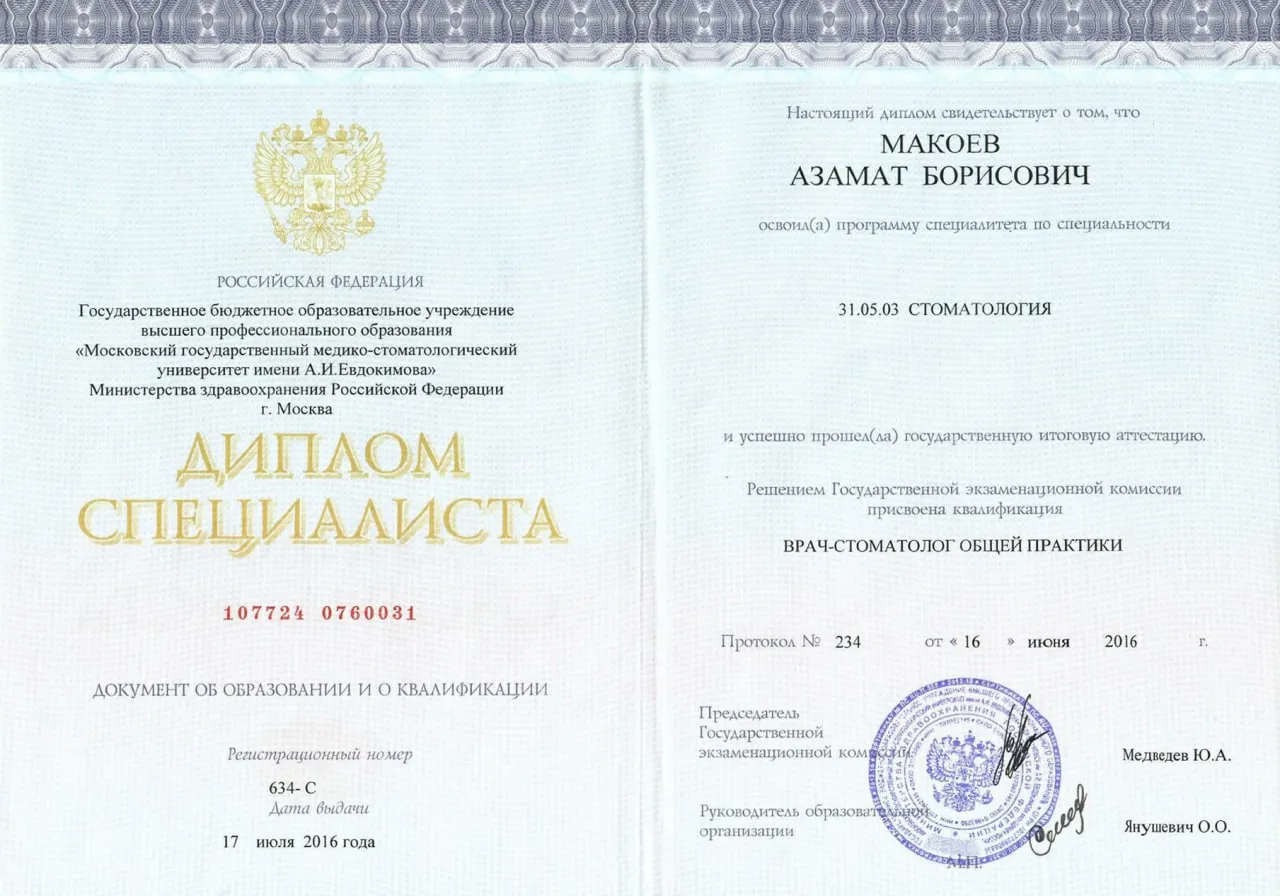 РОССИЙСКАЯ ФЕДЕРАЦИЯ
Государственное бюджетное образовательное учреждение
высшего профессионального образования
«Московский государственный медико-стоматологический
университет имени А.И.Евдокимова»
Министерства здравоохранения Российской Федерации
г. Москва
ДИПЛОМ
СПЕЦИАЛИСТА
107724 0760031
ДОКУМЕНТ ОБ ОБРАЗОВАНИИ И О КВАЛИФИКАЦИИ
Регистрационный номер
634- С
Дата выдачи
17 июля 2016 года
Настоящий диплом свидетельствует о том, что
МАКОЕВ
АЗАМАТ БОРИСОВИЧ
освоил(а) программу специалитета по специальности
31.05.03 СТОМАТОЛОГИЯ
и успешно прошел(ла) государственную итоговую аттестацию.
Решением Государственной экзаменационной комиссии
присвоена квалификация
ВРАЧ-СТОМАТОЛОГ ОБЩЕЙ ПРАКТИКИ
Протокол № 234 от « 16 » июня 2016 г.
Председатель
Государственной
экзаменационной комиссии
Медведев Ю.А.
Руководитель образовательной
организации
Янушевич О.О.
М.П.